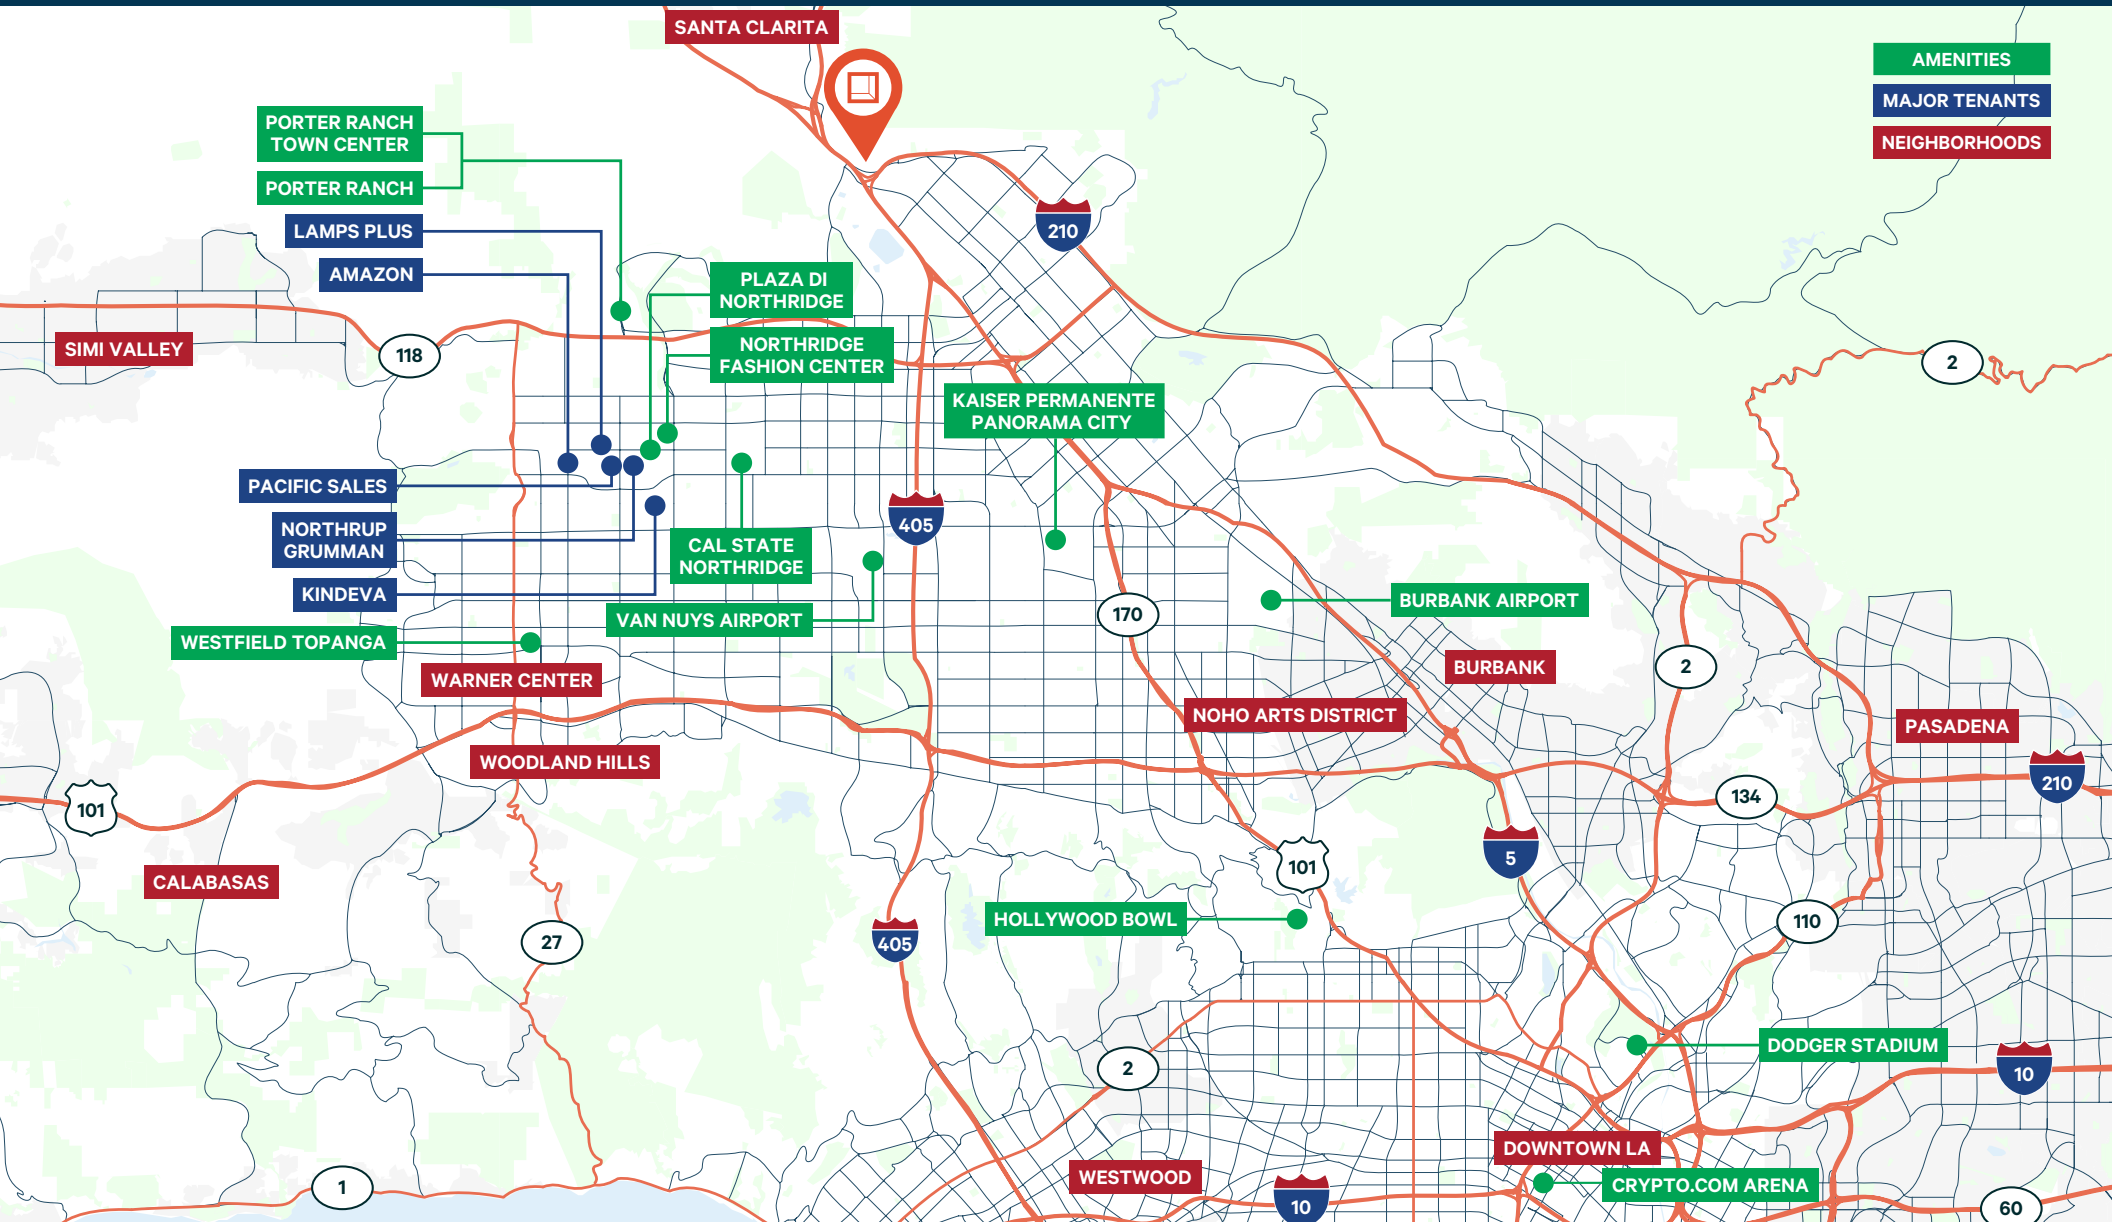 SANTA CLARITA
AMENITIES
MAJOR TENANTS
NEIGHBORHOODS
PORTER RANCH
TOWN CENTER
PORTER RANCH
LAMPS PLUS
AMAZON
210
PLAZA DI
NORTHRIDGE
NORTHRIDGE
FASHION CENTER
SIMI VALLEY
118
2
KAISER PERMANENTE
PANORAMA CITY
PACIFIC SALES
NORTHRUP
GRUMMAN
405
CAL STATE
NORTHRIDGE
KINDEVA
VAN NUYS AIRPORT
170
BURBANK AIRPORT
WESTFIELD TOPANGA
WARNER CENTER
BURBANK
2
NOHO ARTS DISTRICT
PASADENA
WOODLAND HILLS
210
134
101
5
101
CALABASAS
HOLLYWOOD BOWL
110
27
405
DODGER STADIUM
2
10
DOWNTOWN LA
WESTWOOD
CRYPTO.COM ARENA
1
10
60